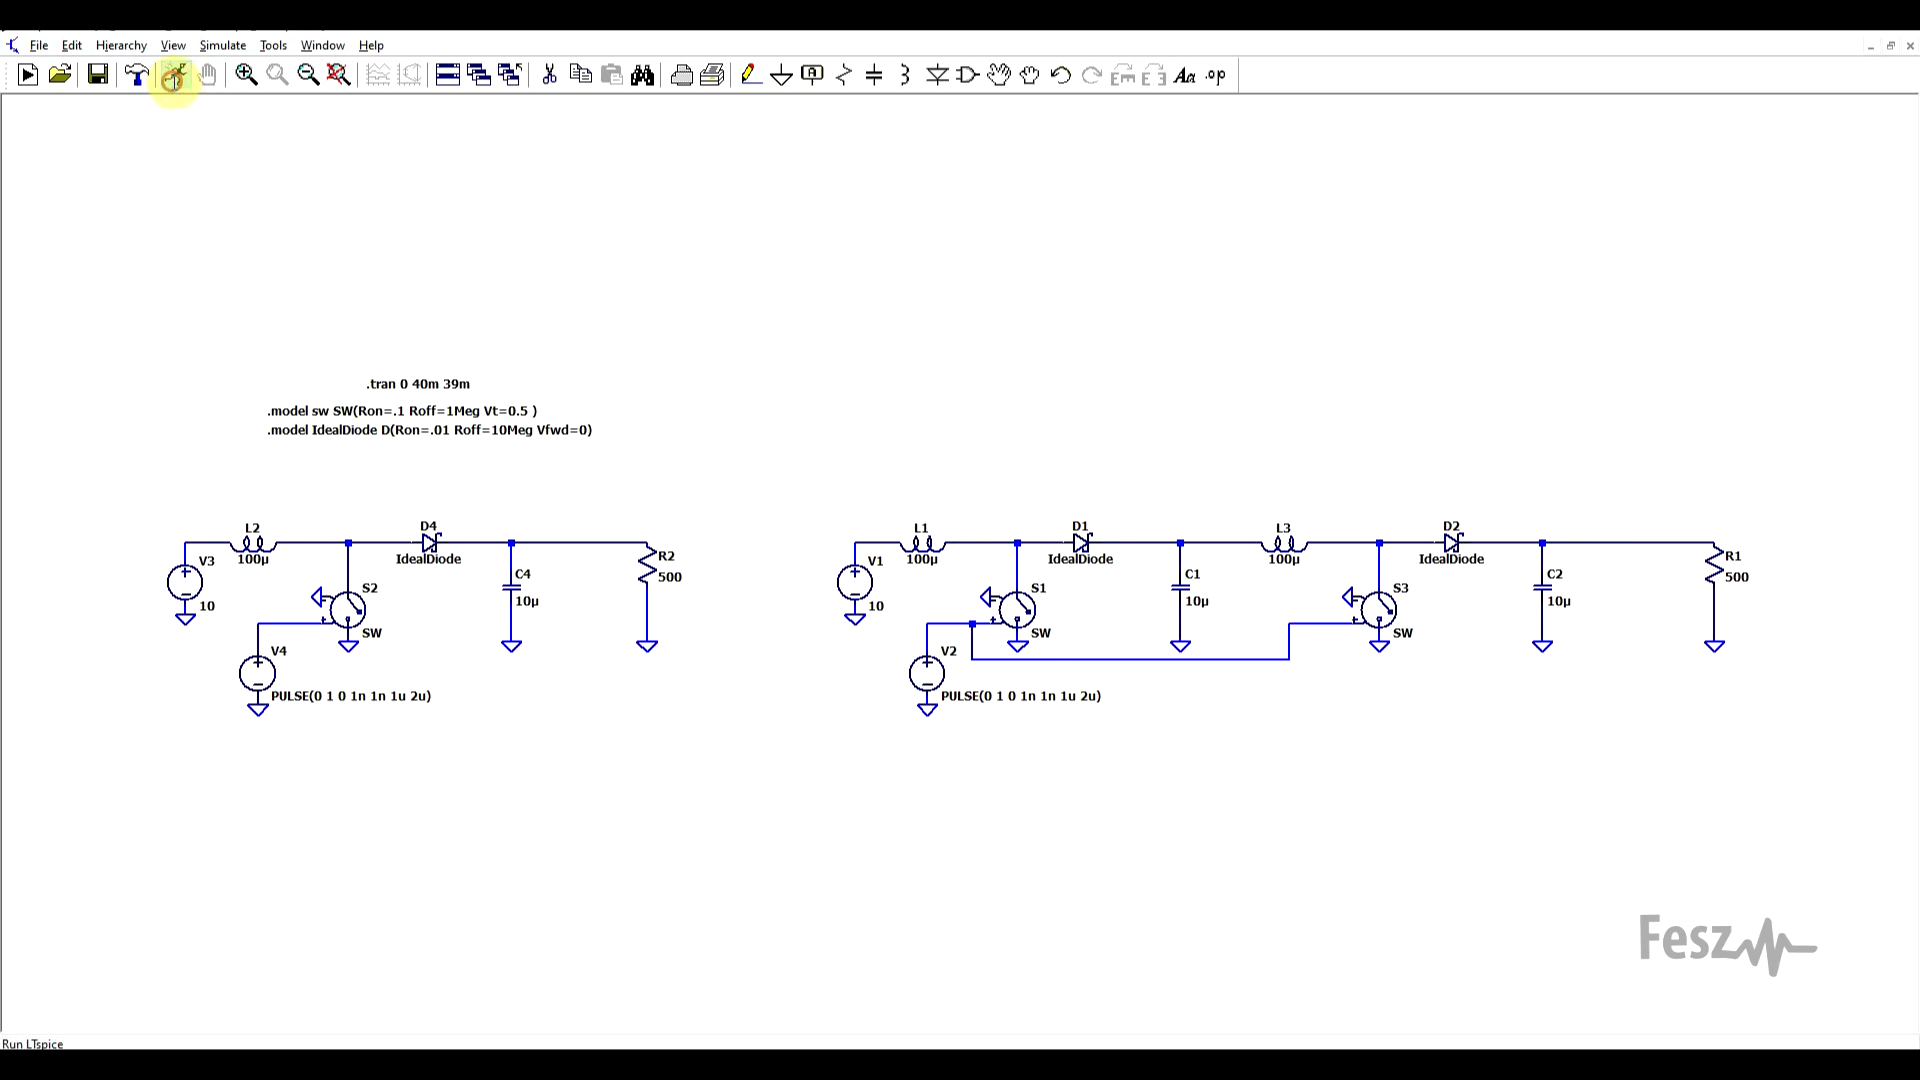 File Edit Hierarchy View Simulate Tools Window Help
Aa .op
.tran 0 40m 39m
.model sw SW(Ron=.1 Roff=1Meg Vt=0.5 )
.model IdealDiode D(Ron=.01 Roff=10Meg Vfwd=0)
L2
100µ
V3
10
D4
IdealDiode
S2
SW
C4
10µ
R2
500
V4
PULSE(0 1 0 1n 1n 1u 2u)
L1
100µ
V1
10
D1
IdealDiode
S1
SW
C1
10µ
L3
100µ
D2
IdealDiode
S3
SW
C2
10µ
R1
500
V2
PULSE(0 1 0 1n 1n 1u 2u)
Fesz
Run LTspice